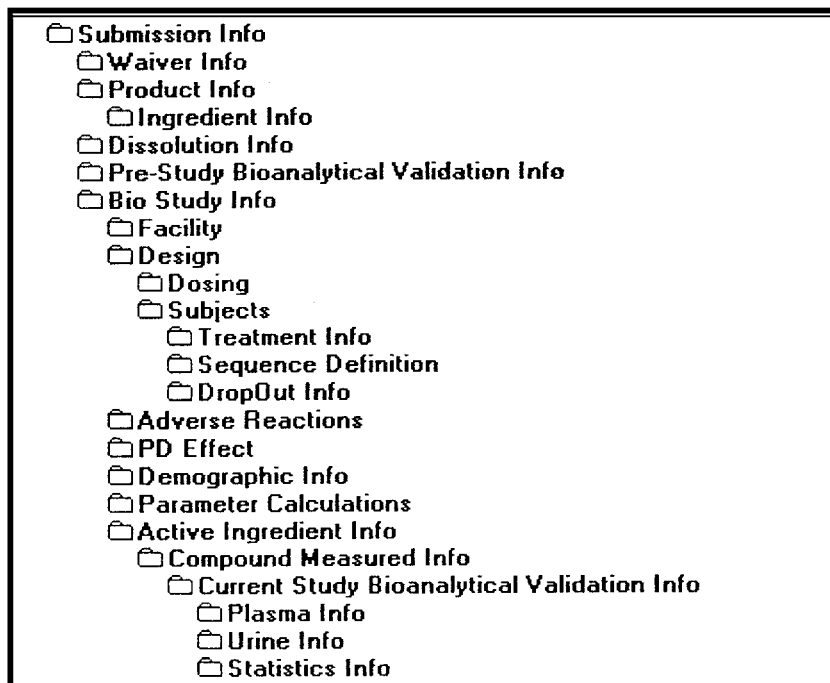 Submission Info
Waiver Info
Product Info
Ingredient Info
Dissolution Info
Pre-Study Bioanalytical Validation Info
Bio Study Info
Facility
Design
Dosing
Subjects
Treatment Info
Sequence Definition
DropOut Info
Adverse Reactions
PD Effect
Demographic Info
Parameter Calculations
Active Ingredient Info
Compound Measured Info
Current Study Bioanalytical Validation Info
Plasma Info
Urine Info
Statistics Info